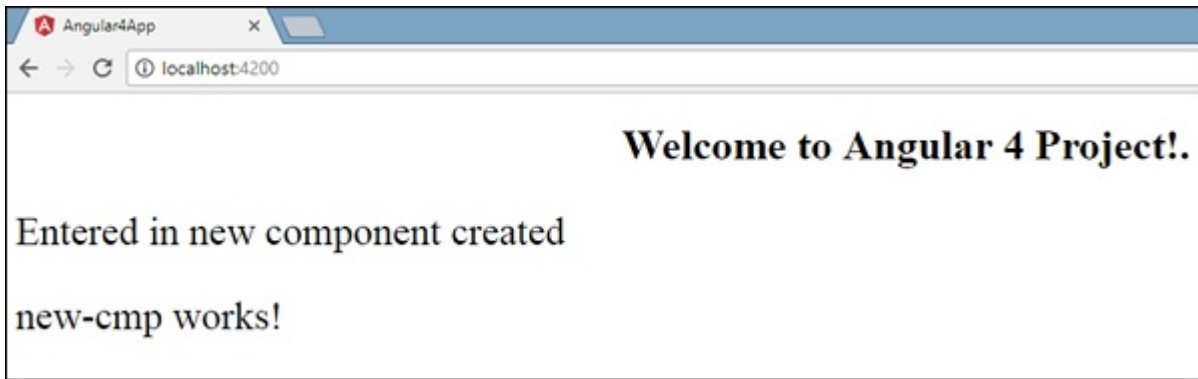 Angular4App
localhost:4200
Welcome to Angular 4 Project!.
Entered in new component created
new-cmp works!